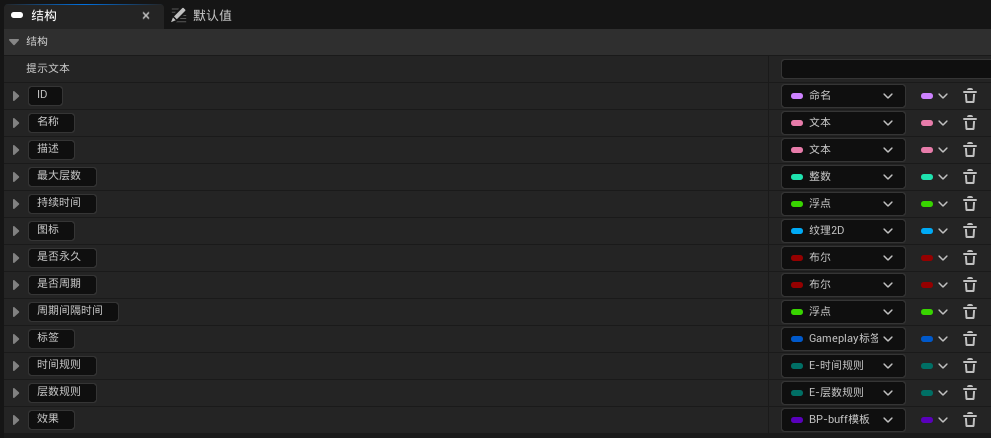 结构 默认值
结构
提示文本
ID 命名
名称 文本
描述 文本
最大层数 整数
持续时间 浮点
图标 纹理2D
是否永久 布尔
是否周期 布尔
周期间隔时间 浮点
标签 Gameplay标签
时间规则 E-时间规则
层数规则 E-层数规则
效果 BP-buff模板